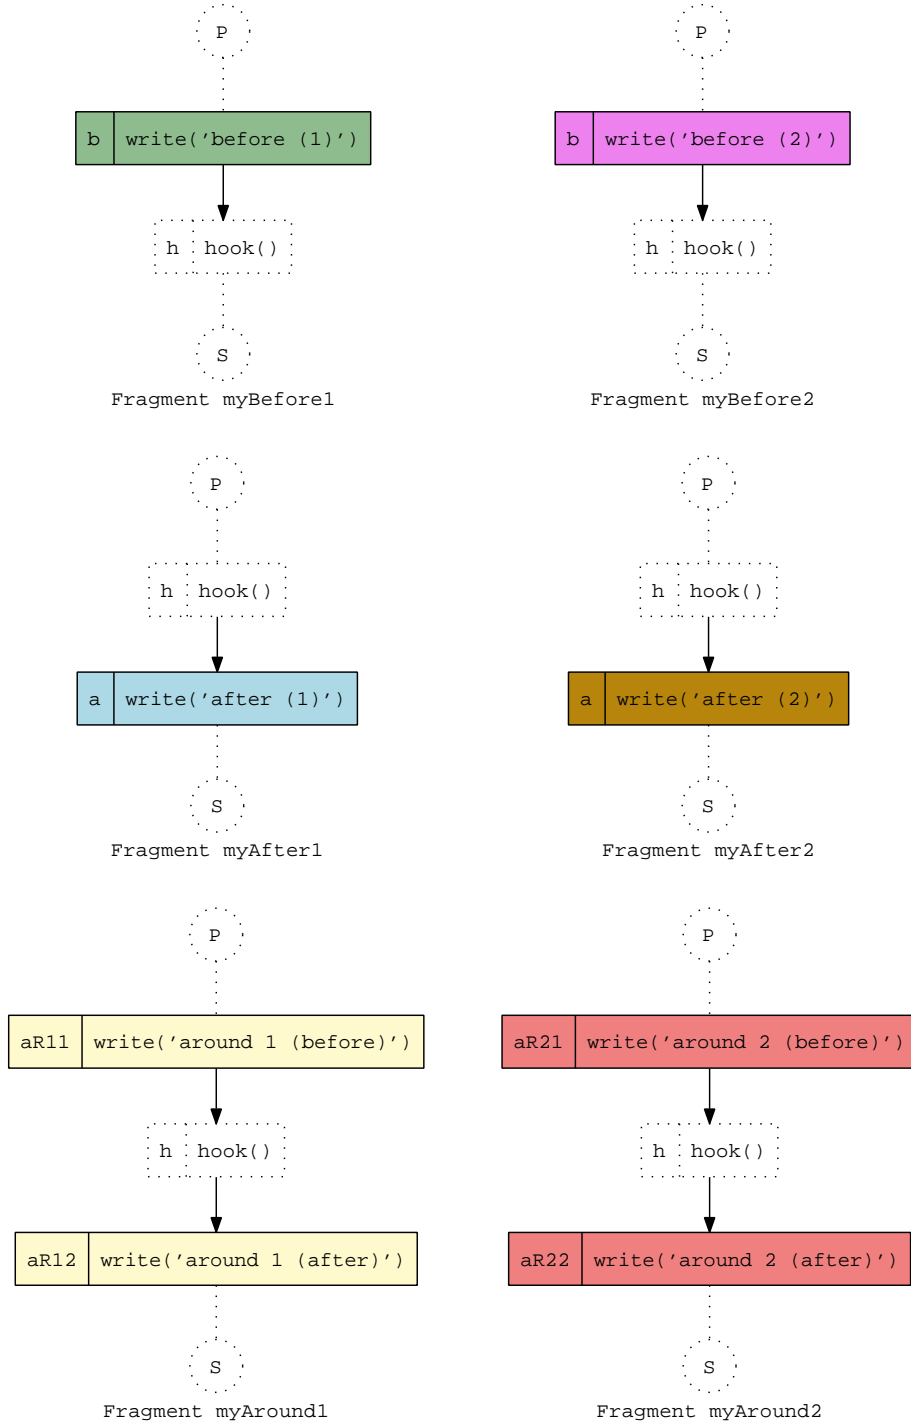 P
b write('before (1)')
h hook()
S
Fragment myBefore1
P
b write('before (2)')
h hook()
S
Fragment myBefore2
P
h hook()
a write('after (1)')
S
Fragment myAfter1
P
h hook()
a write('after (2)')
S
Fragment myAfter2
P
aR11 write('around 1 (before)')
h hook()
aR12 write('around 1 (after)')
S
Fragment myAround1
P
aR21 write('around 2 (before)')
h hook()
aR22 write('around 2 (after)')
S
Fragment myAround2